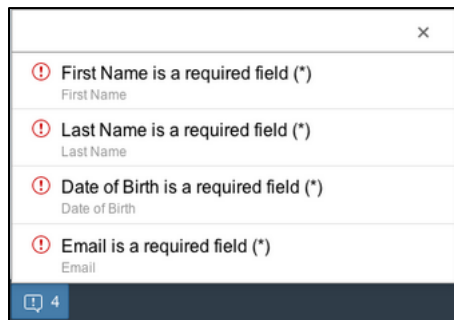 First Name is a required field (*)
First Name
Last Name is a required field (*)
Last Name
Date of Birth is a required field (*)
Date of Birth
Email is a required field (*)
Email
4